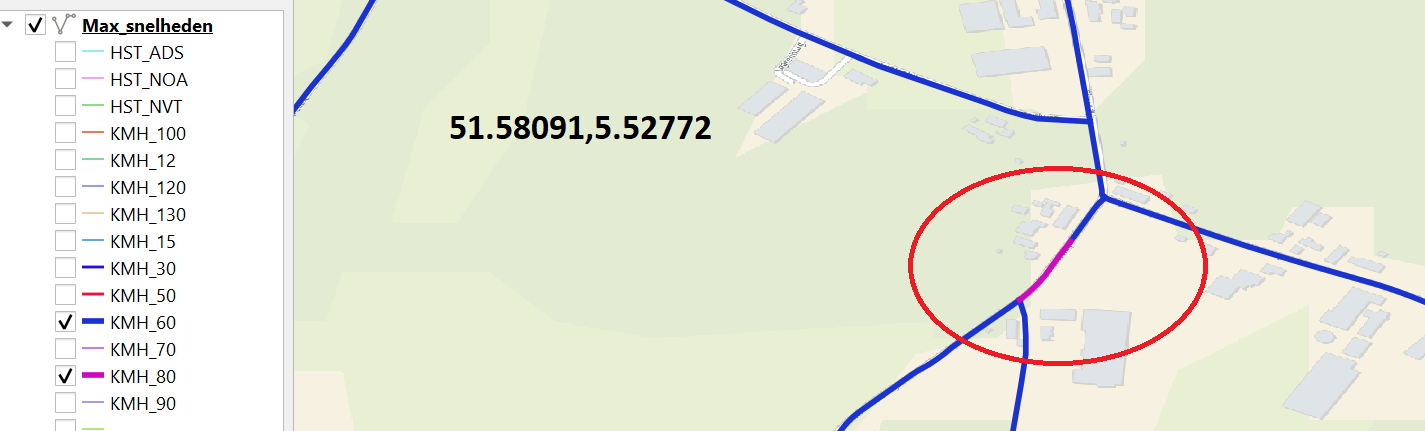 Max_snelheden
HST_ADS
HST_NOA
HST_NVT
KMH_100
KMH_12
KMH_120
KMH_130
KMH_15
KMH_30
KMH_50
KMH_60
KMH_70
KMH_80
KMH_90
51.58091,5.52772